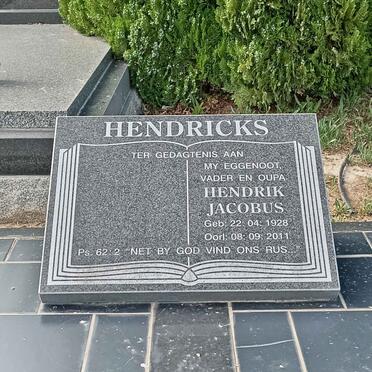 HENDRICKS
TER GEDAGTENIS AAN
MY EGGENOOT,
VADER EN OUPA
HENDRIK
JACOBUS
Geb: 22 : 04 : 1928
Oorl: 08 : 09 : 2011
Ps. 62 : 2 "NET BY GOD VIND ONS RUS..."